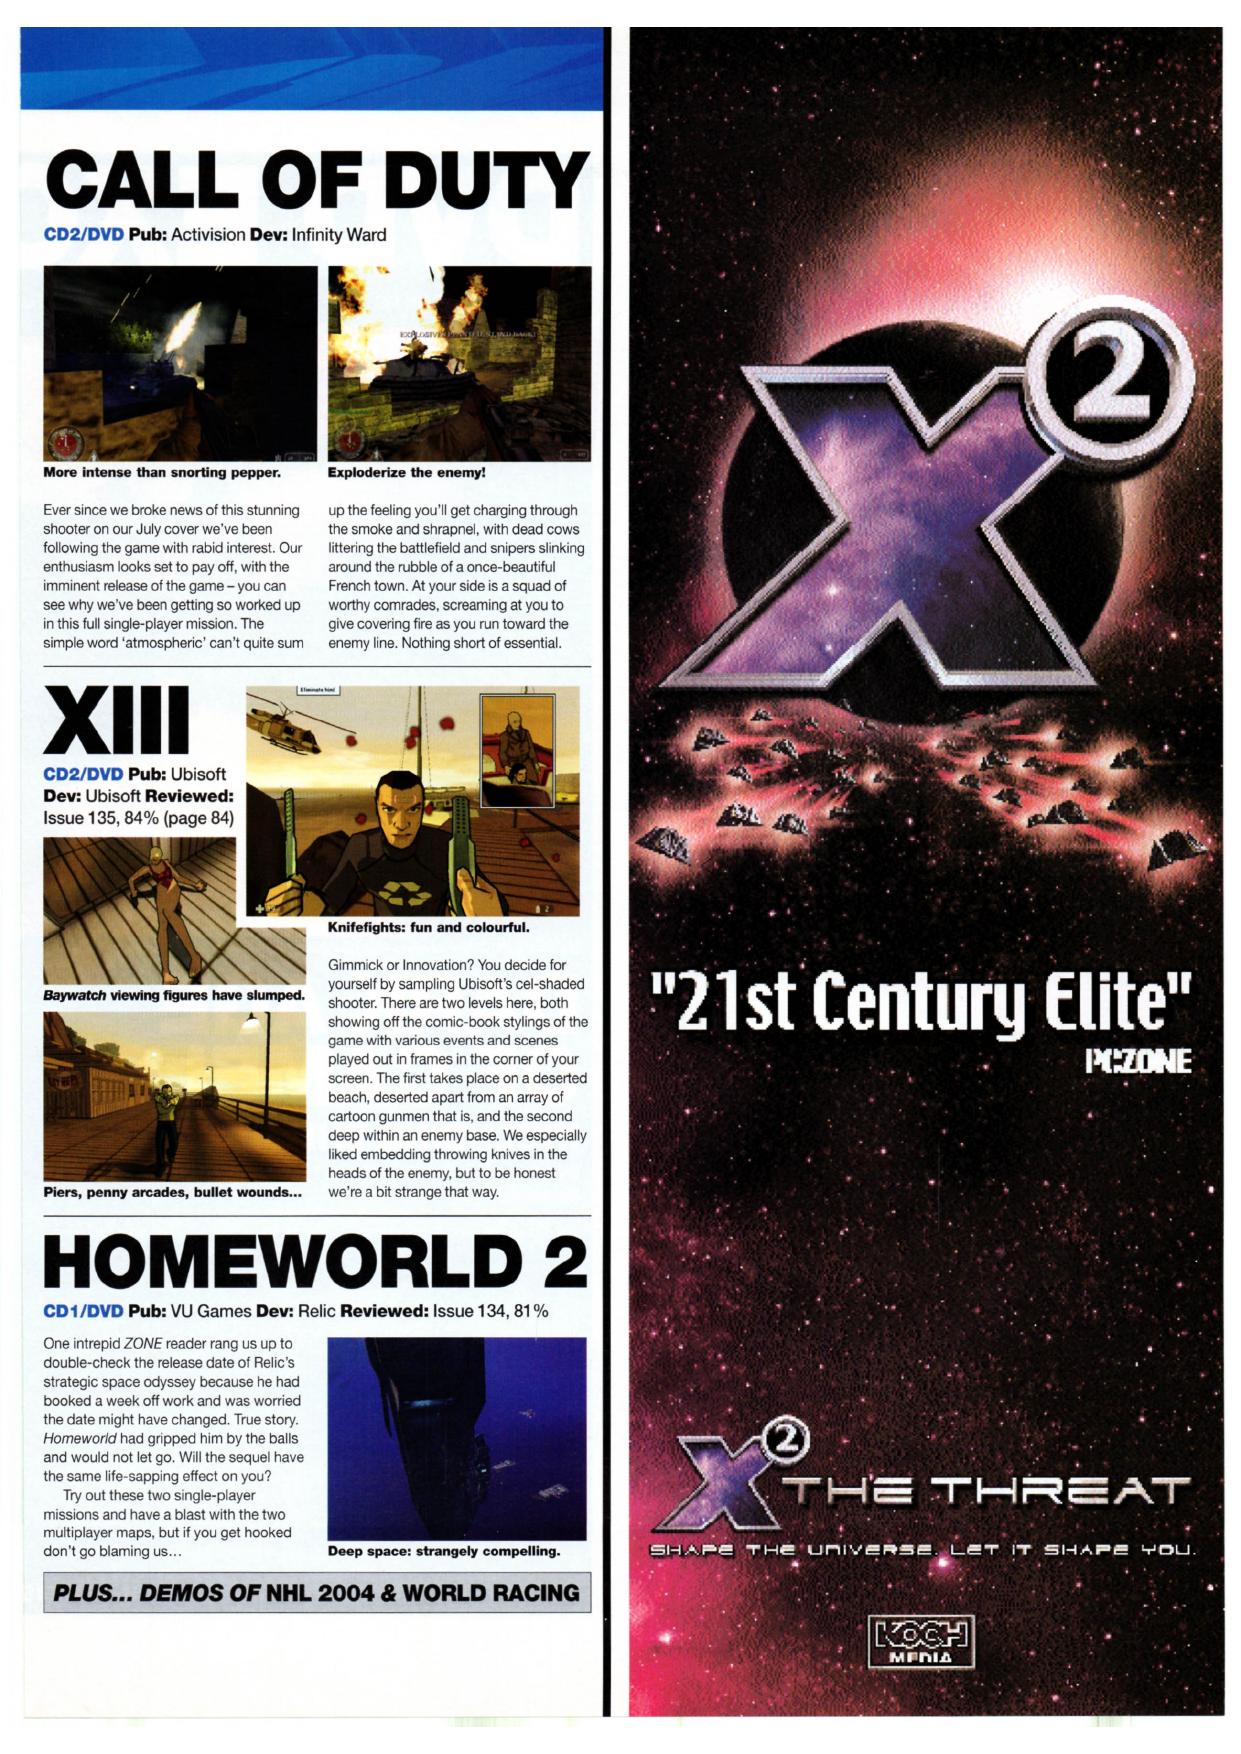 CALL OF DUTY
CD2/DVD Pub: Activision Dev: Infinity Ward
More intense than snorting pepper.
Exploderize the enemy!
Ever since we broke news of this stunning
shooter on our July cover we've been
following the game with rabid interest. Our
enthusiasm looks set to pay off, with the
imminent release of the game – you can
see why we've been getting so worked up
in this full single-player mission. The
simple word 'atmospheric' can't quite sum
up the feeling you'll get charging through
the smoke and shrapnel, with dead cows
littering the battlefield and snipers slinking
around the rubble of a once-beautiful
French town. At your side is a squad of
worthy comrades, screaming at you to
give covering fire as you run toward the
enemy line. Nothing short of essential.
XIII
CD2/DVD Pub: Ubisoft
Dev: Ubisoft Reviewed:
Issue 135, 84% (page 84)
Eliminate him!
Knifefights: fun and colourful.
Baywatch viewing figures have slumped.
Piers, penny arcades, bullet wounds...
Gimmick or Innovation? You decide for
yourself by sampling Ubisoft's cel-shaded
shooter. There are two levels here, both
showing off the comic-book stylings of the
game with various events and scenes
played out in frames in the corner of your
screen. The first takes place on a deserted
beach, deserted apart from an array of
cartoon gunmen that is, and the second
deep within an enemy base. We especially
liked embedding throwing knives in the
heads of the enemy, but to be honest
we're a bit strange that way.
HOMEWORLD 2
CD1/DVD Pub: VU Games Dev: Relic Reviewed: Issue 134, 81%
One intrepid ZONE reader rang us up to
double-check the release date of Relic's
strategic space odyssey because he had
booked a week off work and was worried
the date might have changed. True story.
Homeworld had gripped him by the balls
and would not let go. Will the sequel have
the same life-sapping effect on you?
Try out these two single-player
missions and have a blast with the two
multiplayer maps, but if you get hooked
don't go blaming us...
Deep space: strangely compelling.
PLUS... DEMOS OF NHL 2004 & WORLD RACING
X2
"21st Century Elite"
PCZONE
X2 THE THREAT
SHAPE THE UNIVERSE. LET IT SHAPE YOU.
KOCH
MEDIA